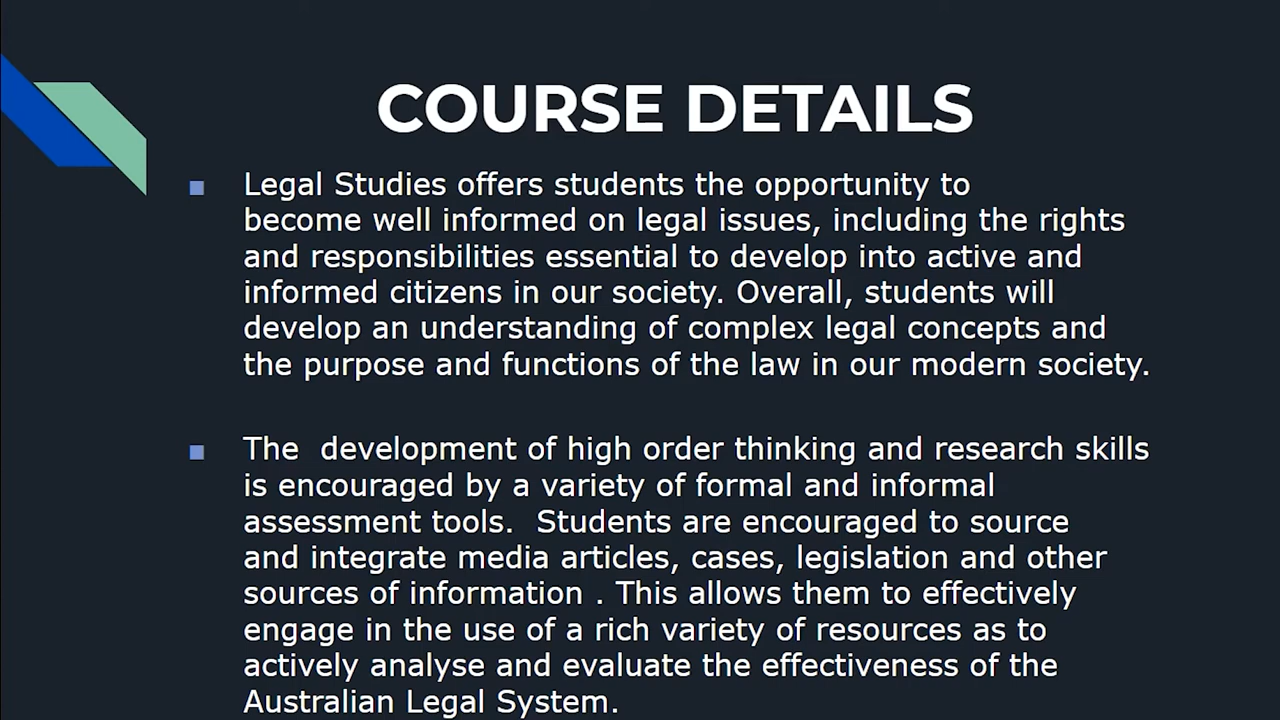 COURSE DETAILS
▪ Legal Studies offers students the opportunity to
become well informed on legal issues, including the rights
and responsibilities essential to develop into active and
informed citizens in our society. Overall, students will
develop an understanding of complex legal concepts and
the purpose and functions of the law in our modern society.
▪ The  development of high order thinking and research skills
is encouraged by a variety of formal and informal
assessment tools.  Students are encouraged to source
and integrate media articles, cases, legislation and other
sources of information . This allows them to effectively
engage in the use of a rich variety of resources as to
actively analyse and evaluate the effectiveness of the
Australian Legal System.